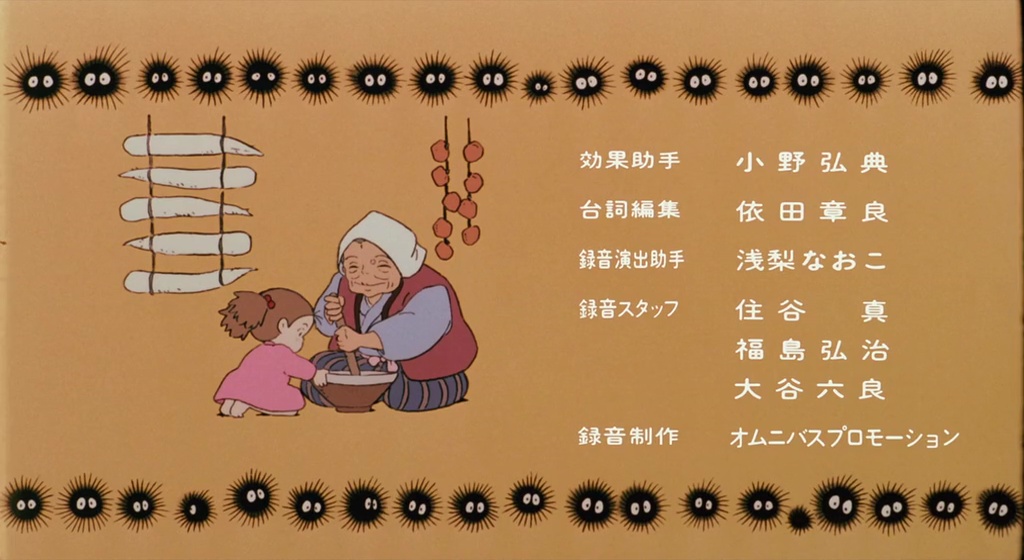 効果助手 小野弘典
台詞編集 依田章良
録音演出助手 浅梨なおこ
録音スタッフ 住谷 真
福島弘治
大谷六良
録音制作 オムニバスプロモーション